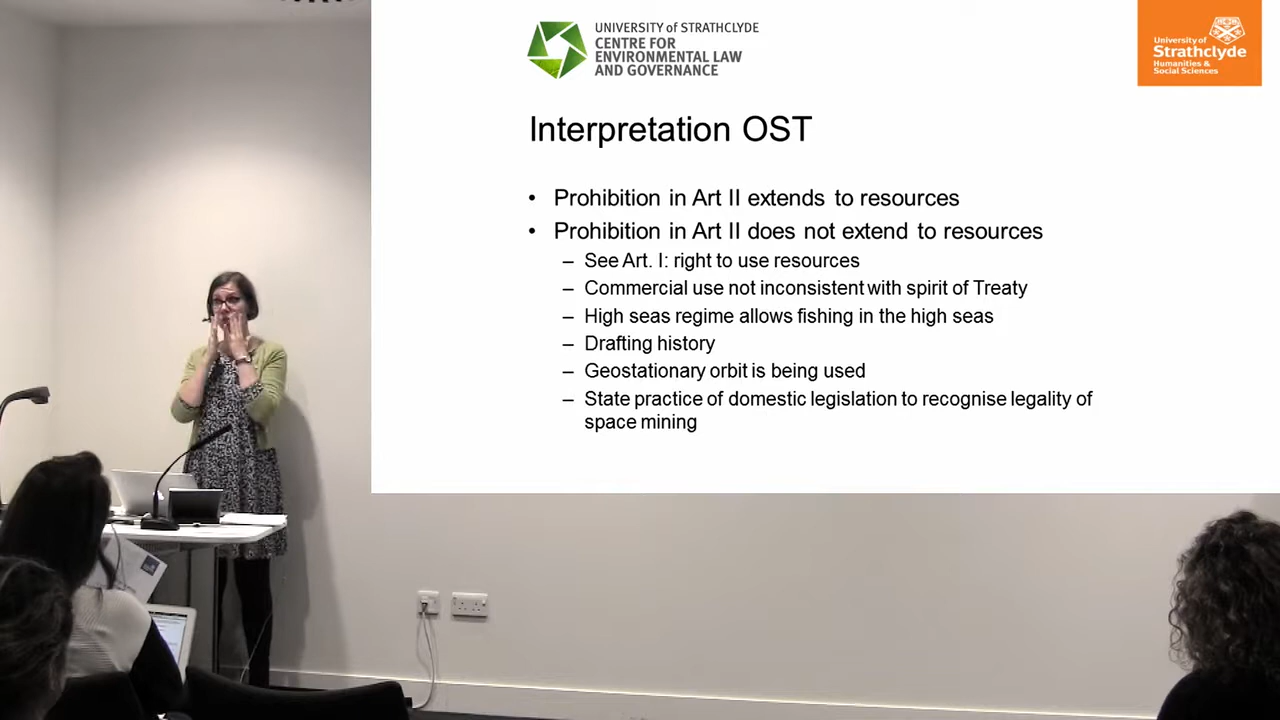 UNIVERSITY of STRATHCLYDE
CENTRE FOR
ENVIRONMENTAL LAW
AND GOVERNANCE
University of
Strathclyde
Humanities &
Social Sciences
Interpretation OST
• Prohibition in Art II extends to resources
• Prohibition in Art II does not extend to resources
– See Art. I: right to use resources
– Commercial use not inconsistent with spirit of Treaty
– High seas regime allows fishing in the high seas
– Drafting history
– Geostationary orbit is being used
– State practice of domestic legislation to recognise legality of
space mining